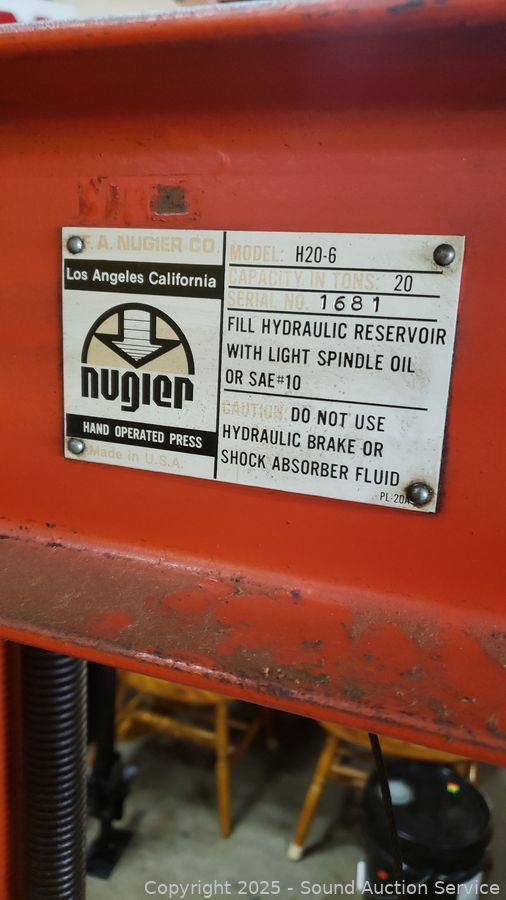 F. A. NUGIER CO.
Los Angeles California
nugier
HAND OPERATED PRESS
Made in U.S.A.
MODEL: H20-6
CAPACITY IN TONS: 20
SERIAL NO. 1681
FILL HYDRAULIC RESERVOIR
WITH LIGHT SPINDLE OIL
OR SAE#10
CAUTION: DO NOT USE
HYDRAULIC BRAKE OR
SHOCK ABSORBER FLUID
Copyright © 2025 - Sound Auction Service